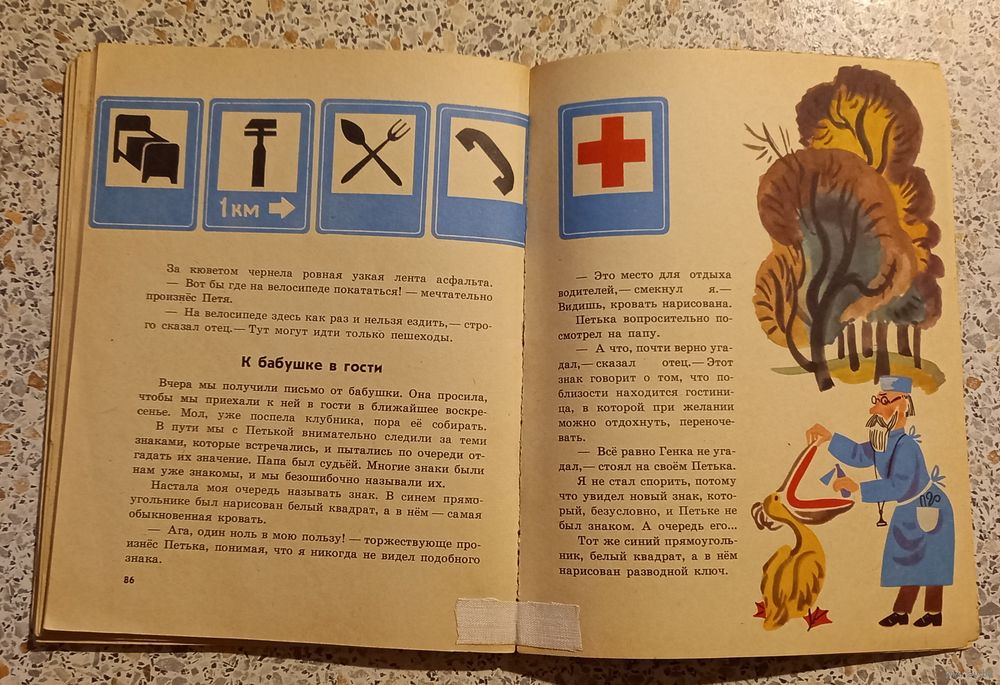 1 км
За кюветом чернела ровная узкая лента асфальта.
— Вот бы где на велосипеде покататься! — мечтательно
произнёс Петя.
— На велосипеде здесь как раз и нельзя ездить,— стро-
го сказал отец.— Тут могут идти только пешеходы.
К бабушке в гости
Вчера мы получили письмо от бабушки. Она просила,
чтобы мы приехали к ней в гости в ближайшее воскре-
сенье. Мол, уже поспела клубника, пора её собирать.
В пути мы с Петькой внимательно следили за теми
знаками, которые встречались, и пытались по очереди от-
гадать их значение. Папа был судьёй. Многие знаки были
нам уже знакомы, и мы безошибочно называли их.
Настала моя очередь называть знак. В синем прямо-
угольнике был нарисован белый квадрат, а в нём — самая
обыкновенная кровать.
— Ага, один ноль в мою пользу! — торжествующе про-
изнёс Петька, понимая, что я никогда не видел подобного
знака.
86
— Это место для отдыха
водителей,— смекнул я.—
Видишь, кровать нарисована.
Петька вопросительно по-
смотрел на папу.
— А что, почти верно уга-
дал,— сказал отец.— Этот
знак говорит о том, что по-
близости находится гостини-
ца, в которой при желании
можно отдохнуть, переноче-
вать.
— Всё равно Генка не уга-
дал,— стоял на своём Петька.
Я не стал спорить, потому
что увидел новый знак, кото-
рый, безусловно, и Петьке не
был знаком. А очередь его...
Тот же синий прямоуголь-
ник, белый квадрат, а в нём
нарисован разводной ключ.